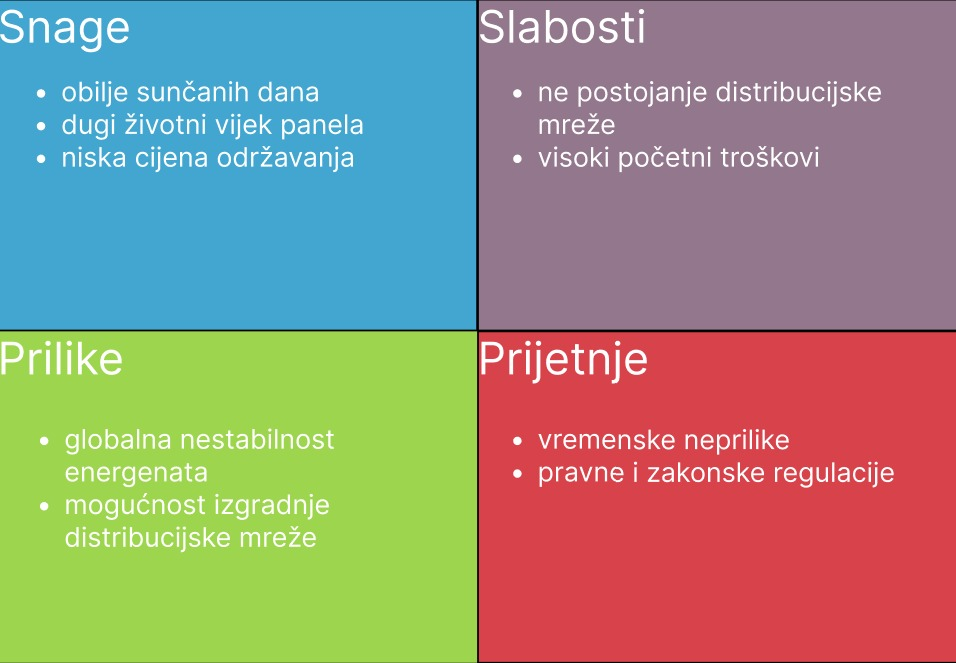 Snage
• obilje sunčanih dana
• dugi životni vijek panela
• niska cijena održavanja
Slabosti
• ne postojanje distribucijske
mreže
• visoki početni troškovi
Prilike
• globalna nestabilnost
energenata
• mogućnost izgradnje
distribucijske mreže
Prijetnje
• vremenske neprilike
• pravne i zakonske regulacije